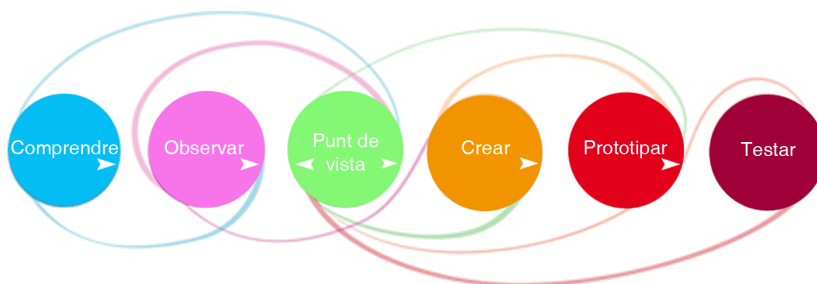 Comprendre
Observar
Punt de
vista
Crear
Prototipar
Testar